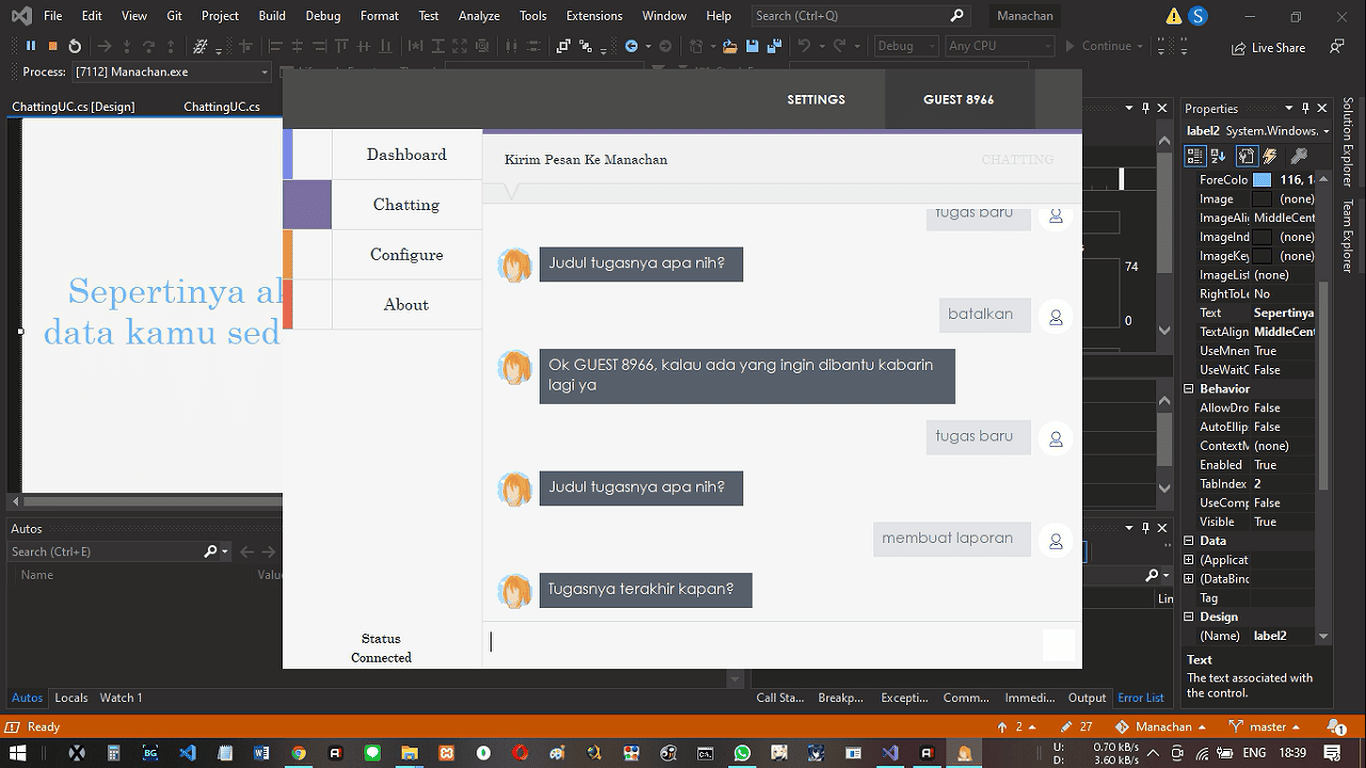 File Edit View Git Project Build Debug Format Test Analyze Tools Extensions Window Help Search (Ctrl+Q) Manachan S
Debug Any CPU Continue Live Share
Process: [7112] Manachan.exe
ChattingUC.cs [Design] ChattingUC.cs
SETTINGS GUEST 8966
Dashboard
Chatting
Configure
About
Status
Connected
Kirim Pesan Ke Manachan CHATTING
tugas baru
Judul tugasnya apa nih?
batalkan
Ok GUEST 8966, kalau ada yang ingin dibantu kabarin
lagi ya
tugas baru
Judul tugasnya apa nih?
membuat laporan
Tugasnya terakhir kapan?
Sepertinya ak
data kamu sed
74
0
Properties
label2 System.Windows.
ForeColo 116, 1
Image (none)
ImageAli MiddleCent
ImageInd (none)
ImageKe (none)
ImageList (none)
RightToLe No
Text Sepertinya
TextAlign MiddleCent
UseMnen True
UseWaitC False
Behavior
AllowDro False
AutoEllip False
ContextM (none)
Enabled True
TabIndex 2
UseComp False
Visible True
Data
(Applicat
(DataBinc
Tag
Design
(Name) label2
Text
The text associated with
the control.
Solution Explorer
Team Explorer
Autos
Search (Ctrl+E)
Name Value
Lin
Autos Locals Watch 1
Call Sta... Breakp... Excepti... Comm... Immedi... Output Error List
Ready 2 27 Manachan master 1
U: 0.70 kB/s
D: 3.60 kB/s
ENG 18:39